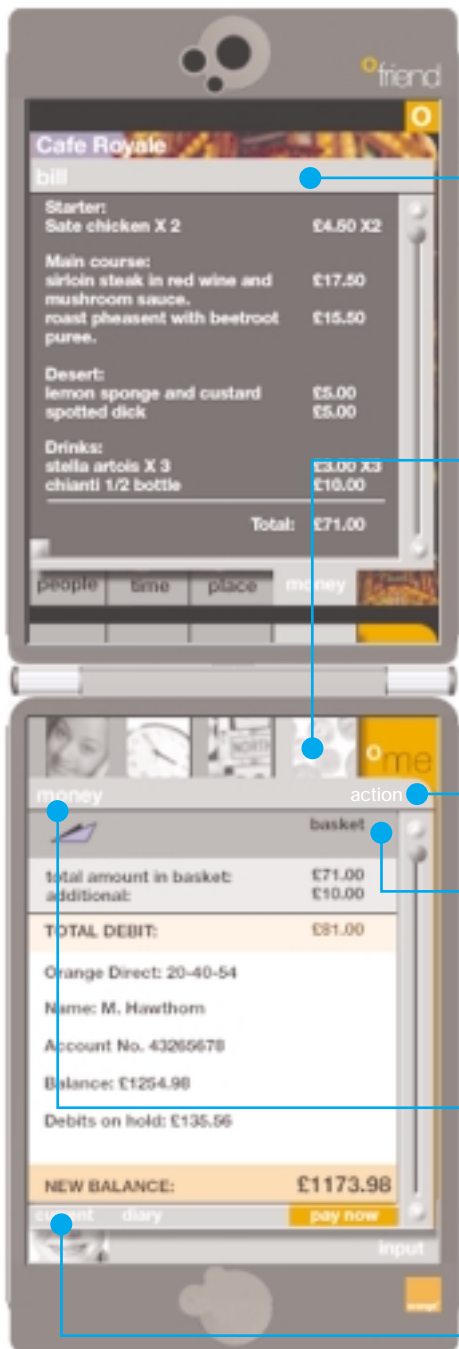 friend
O
Cafe Royale
bill
Starter:
Sate chicken X 2 £4.50 X2
Main course:
sirloin steak in red wine and £17.50
mushroom sauce.
roast pheasent with beetroot £15.50
puree.
Desert:
lemon sponge and custard £5.00
spotted dick £5.00
Drinks:
stella artois X 3 £3.00 X3
chianti 1/2 bottle £10.00
Total: £71.00
people time place money
NORTH
me
money action
basket
total amount in basket: £71.00
additional: £10.00
TOTAL DEBIT: £81.00
Orange Direct: 20-40-54
Name: M. Hawthorn
Account No. 43265678
Balance: £1254.98
Debits on hold: £135.56
NEW BALANCE: £1173.98
current diary pay now
input
orange